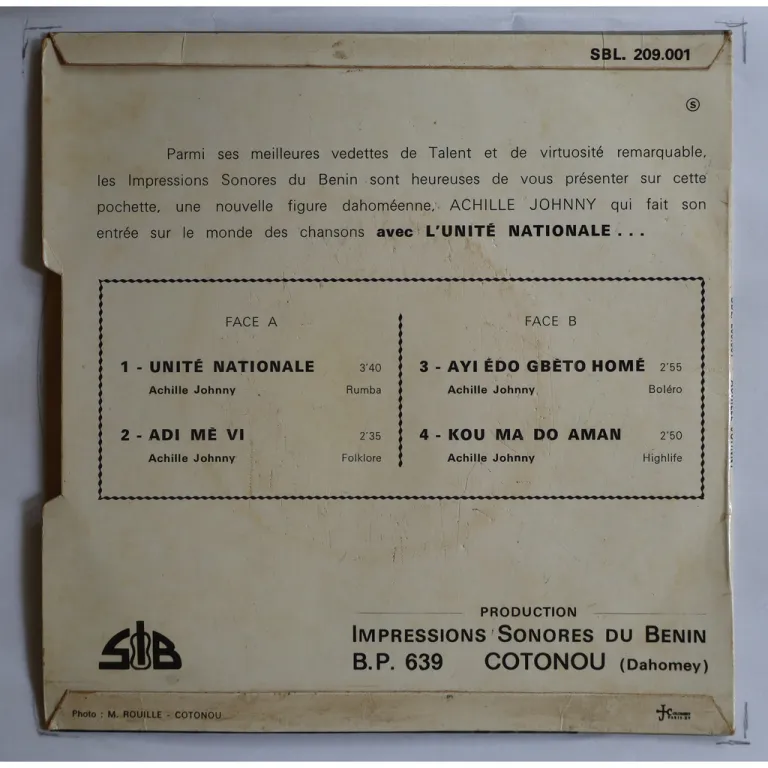 SBL. 209.001
Ⓢ
Parmi ses meilleures vedettes de Talent et de virtuosité remarquable,
les Impressions Sonores du Benin sont heureuses de vous présenter sur cette
pochette, une nouvelle figure dahoméenne, ACHILLE JOHNNY qui fait son
entrée sur le monde des chansons avec L'UNITÉ NATIONALE . . .
FACE A
1 - UNITÉ NATIONALE 3'40
Achille Johnny Rumba
2 - ADI MÊ VI 2'35
Achille Johnny Folklore
FACE B
3 - AYI ÉDO GBÈTO HOMÉ 2'55
Achille Johnny Boléro
4 - KOU MA DO AMAN 2'50
Achille Johnny Highlife
SIB
PRODUCTION
IMPRESSIONS SONORES DU BENIN
B.P. 639 COTONOU (Dahomey)
Photo : M. ROUILLE - COTONOU